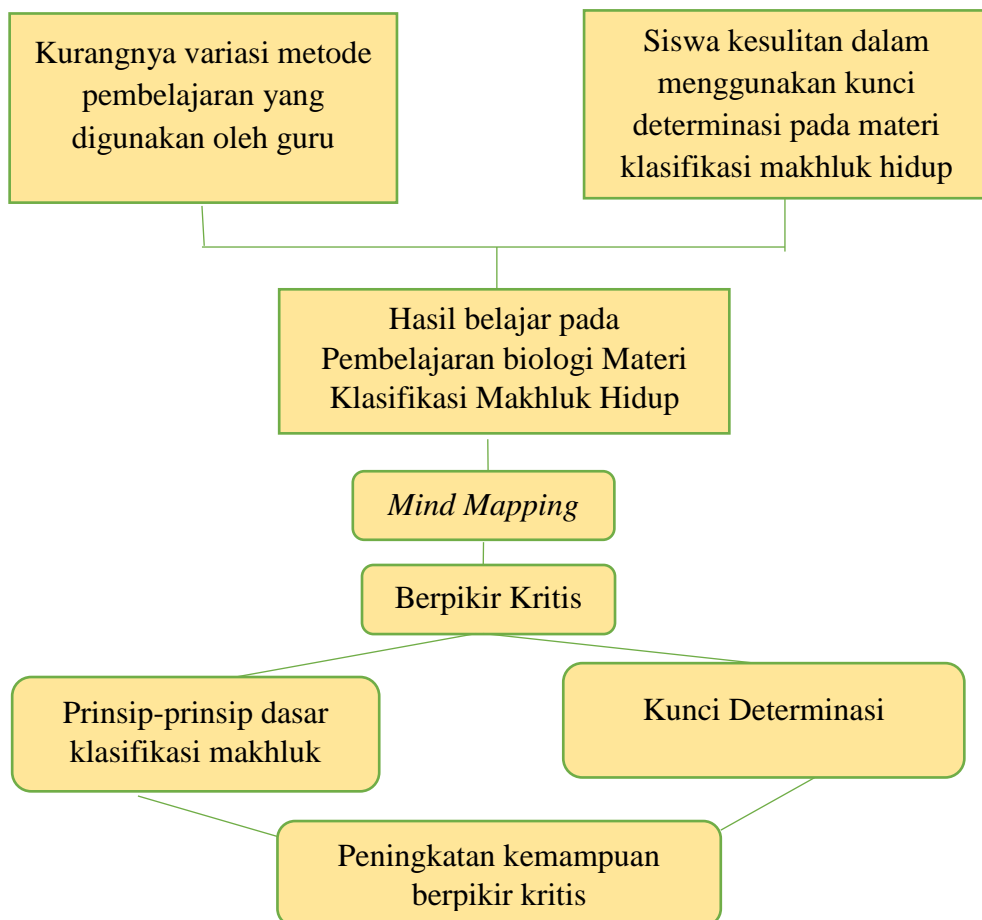 Kurangnya variasi metode
pembelajaran yang
digunakan oleh guru
Siswa kesulitan dalam
menggunakan kunci
determinasi pada materi
klasifikasi makhluk hidup
Hasil belajar pada
Pembelajaran biologi Materi
Klasifikasi Makhluk Hidup
Mind Mapping
Berpikir Kritis
Prinsip-prinsip dasar
klasifikasi makhluk
Kunci Determinasi
Peningkatan kemampuan
berpikir kritis